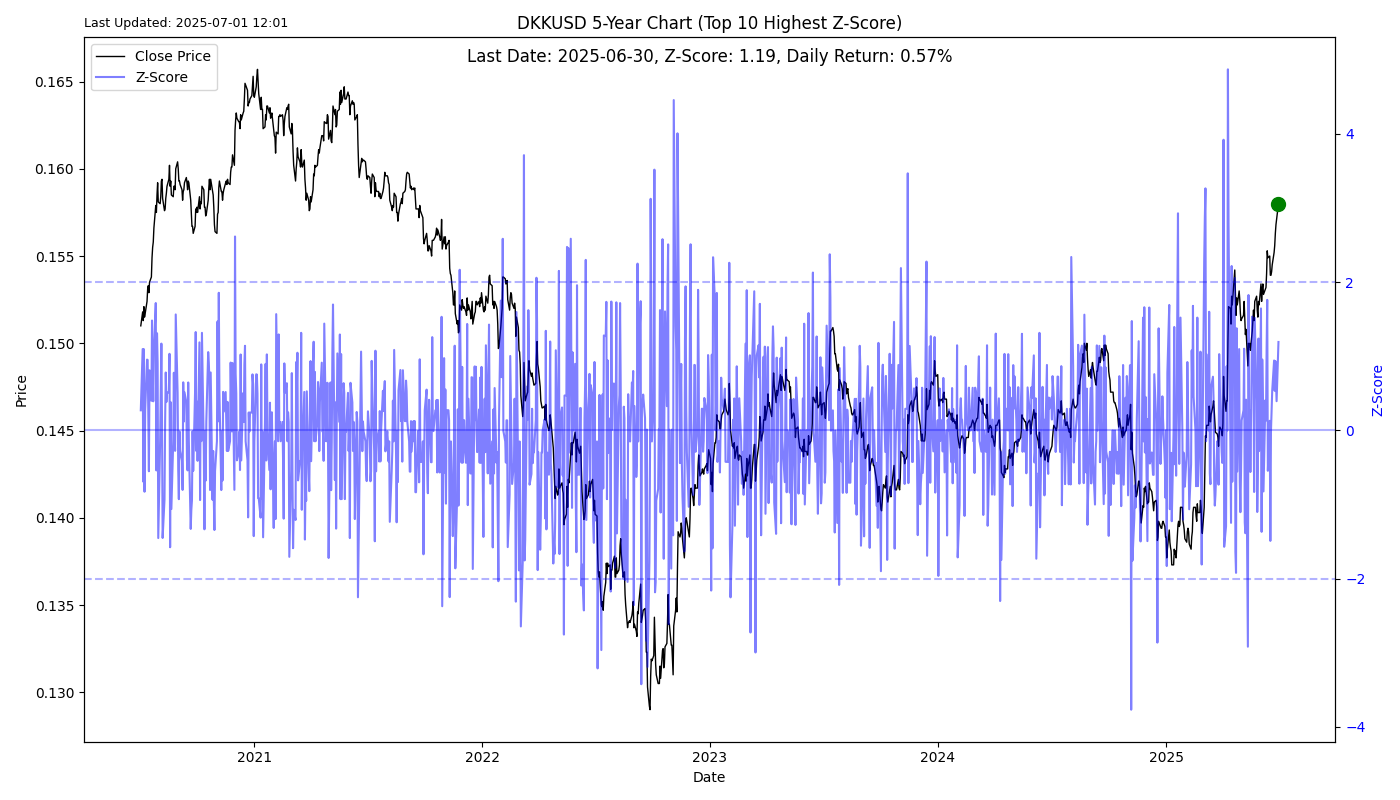 Last Updated: 2025-07-01 12:01
DKKUSD 5-Year Chart (Top 10 Highest Z-Score)
Last Date: 2025-06-30, Z-Score: 1.19, Daily Return: 0.57%
Close Price
Z-Score
0.165
0.160
0.155
0.150
0.145
0.140
0.135
0.130
Price
4
2
0
−2
−4
Z-Score
2021
2022
2023
2024
2025
Date